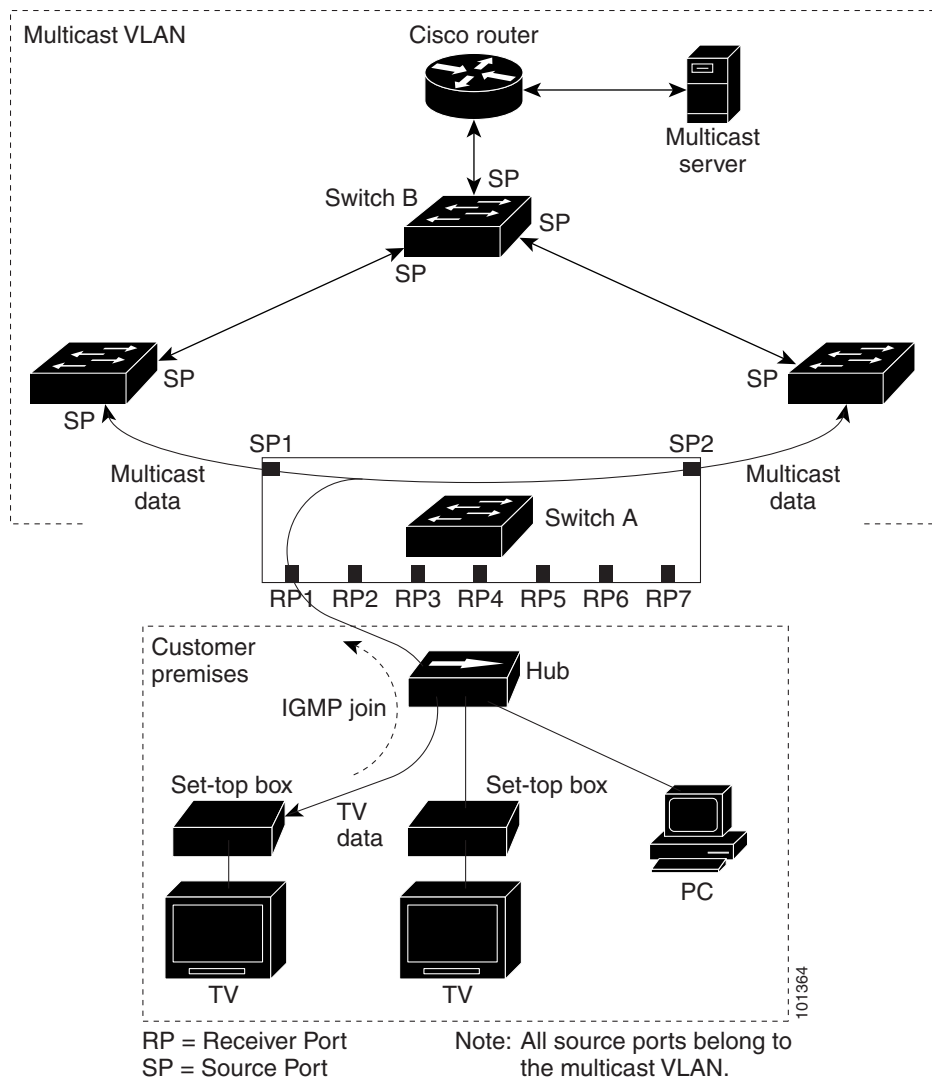 Multicast VLAN
Cisco router
Multicast
server
SP
Switch B
SP
SP
SP
SP
SP
SP1
SP2
Multicast
data
Multicast
data
Switch A
RP1 RP2 RP3 RP4 RP5 RP6 RP7
Customer
premises
Hub
IGMP join
Set-top box
Set-top box
TV
data
PC
TV
TV
101364
RP = Receiver Port
SP = Source Port
Note: All source ports belong to
the multicast VLAN.